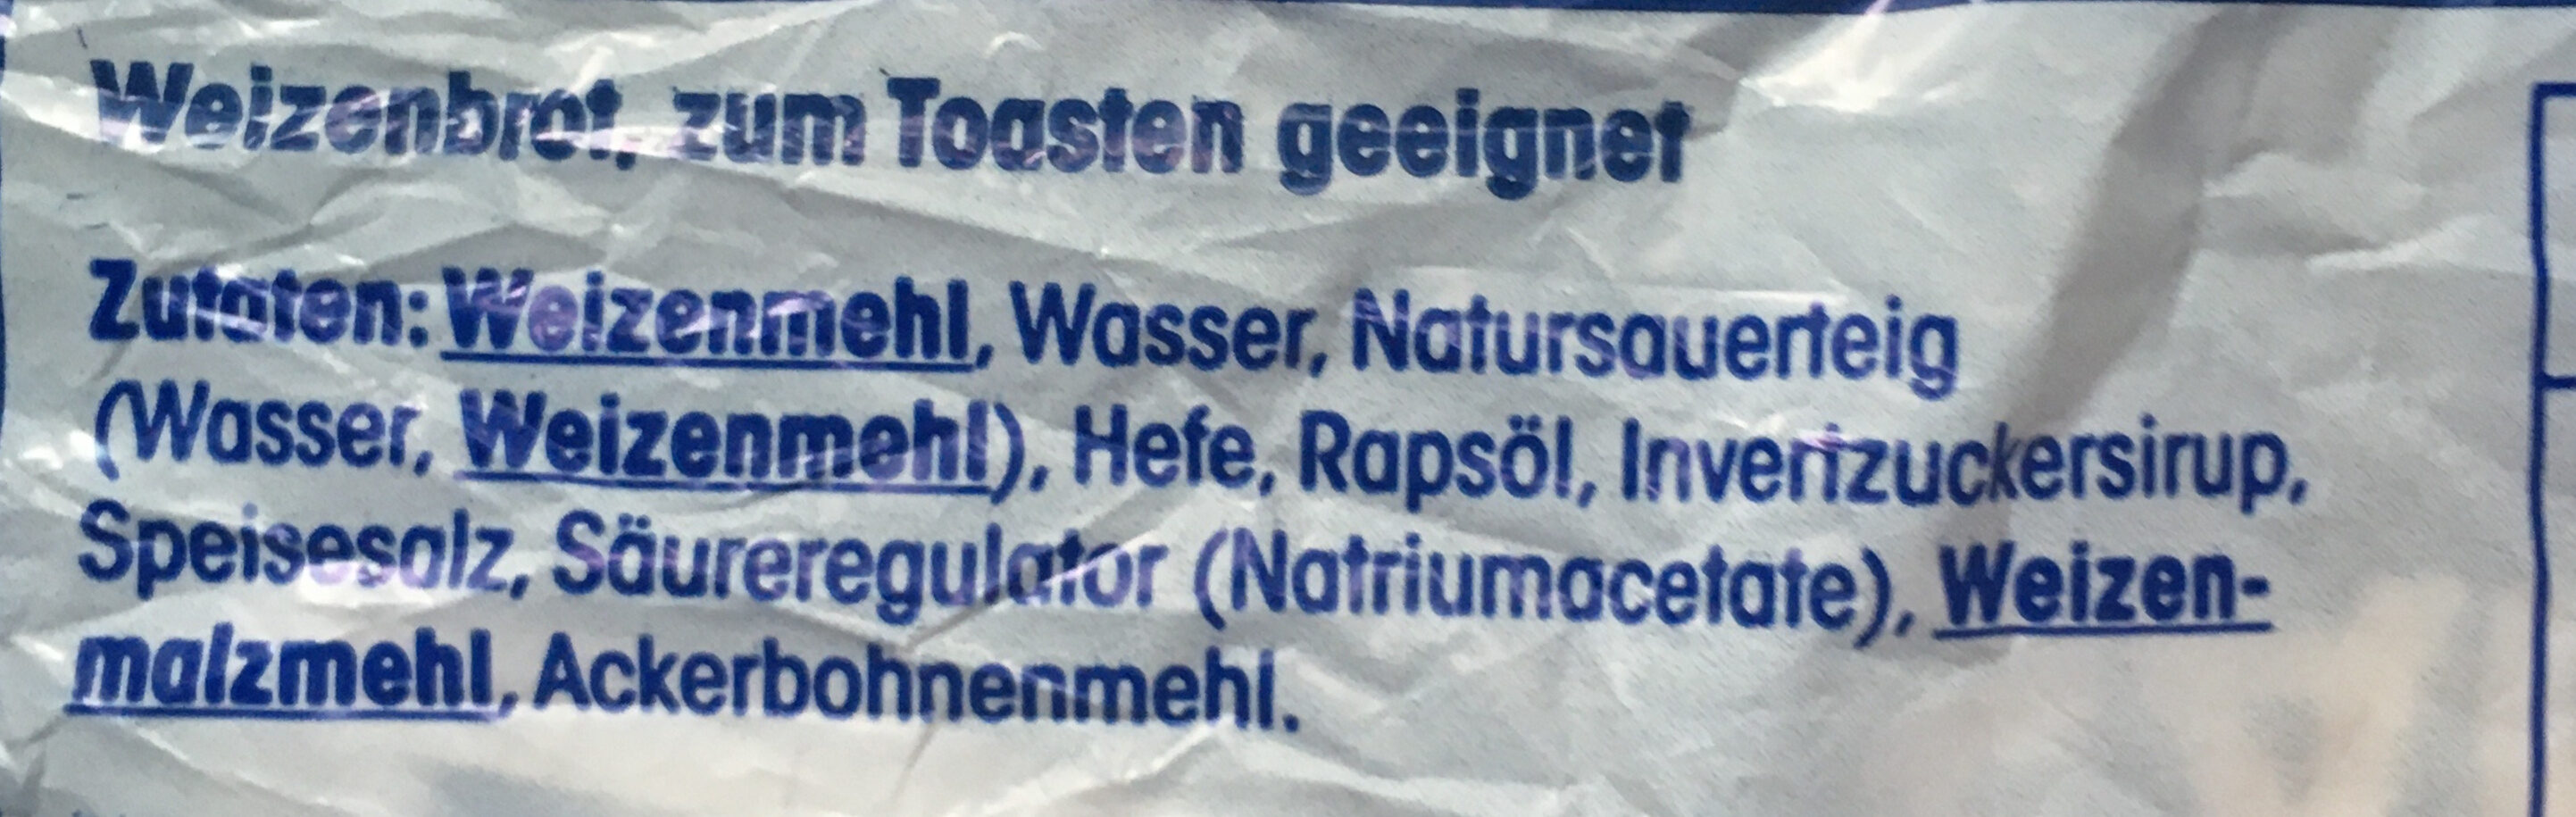 Weizenbrot, zum Toasten geeignet
Zutaten: Weizenmehl, Wasser, Natursauerteig
(Wasser, Weizenmehl), Hefe, Rapsöl, Invertzuckersirup,
Speisesalz, Säureregulator (Natriumacetate), Weizen-
malzmehl, Ackerbohnenmehl.